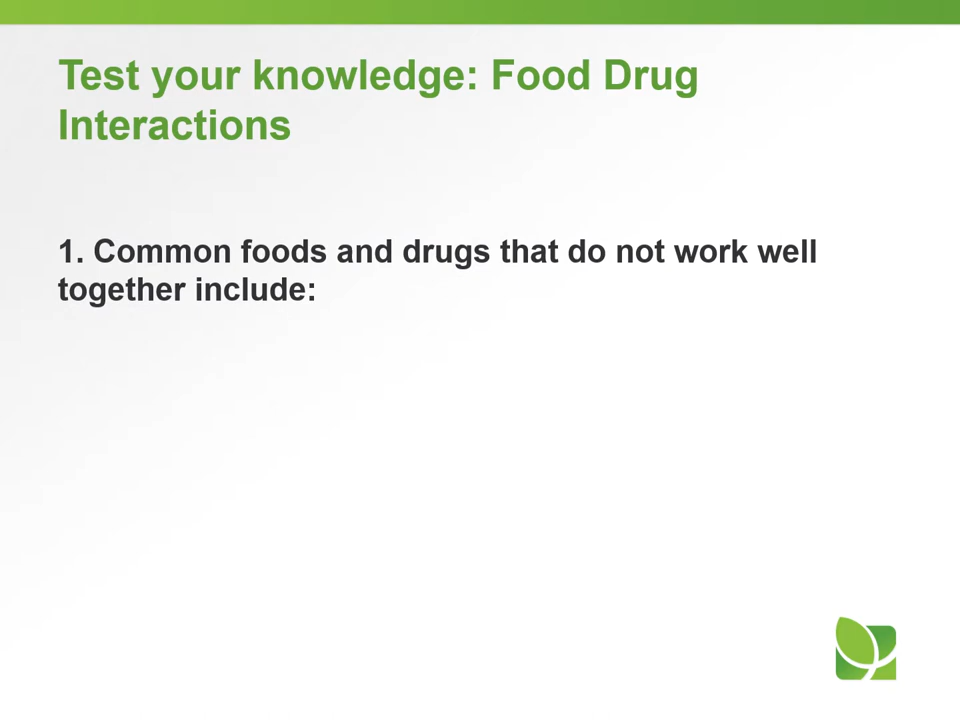 Test your knowledge: Food Drug
Interactions
1. Common foods and drugs that do not work well
together include: